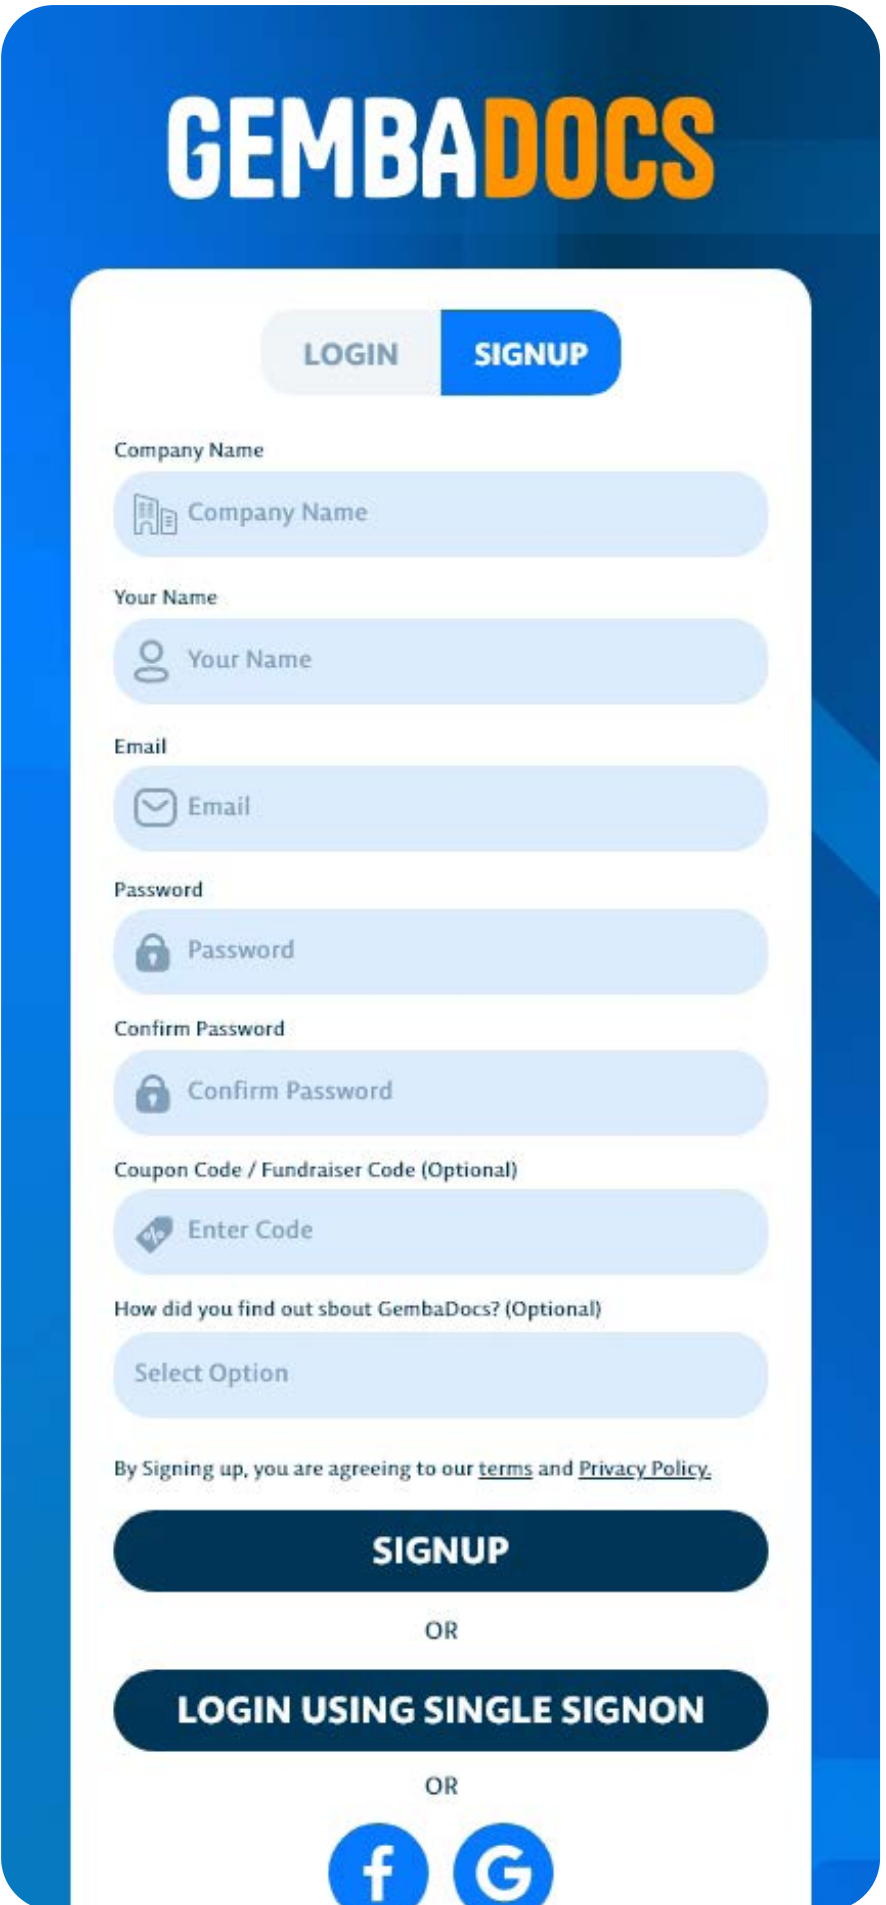 GEMBADOCS
LOGIN SIGNUP
Company Name
Company Name
Your Name
Your Name
Email
Email
Password
Password
Confirm Password
Confirm Password
Coupon Code / Fundraiser Code (Optional)
Enter Code
How did you find out sbout GembaDocs? (Optional)
Select Option
By Signing up, you are agreeing to our terms and Privacy Policy.
SIGNUP
OR
LOGIN USING SINGLE SIGNON
OR
f G